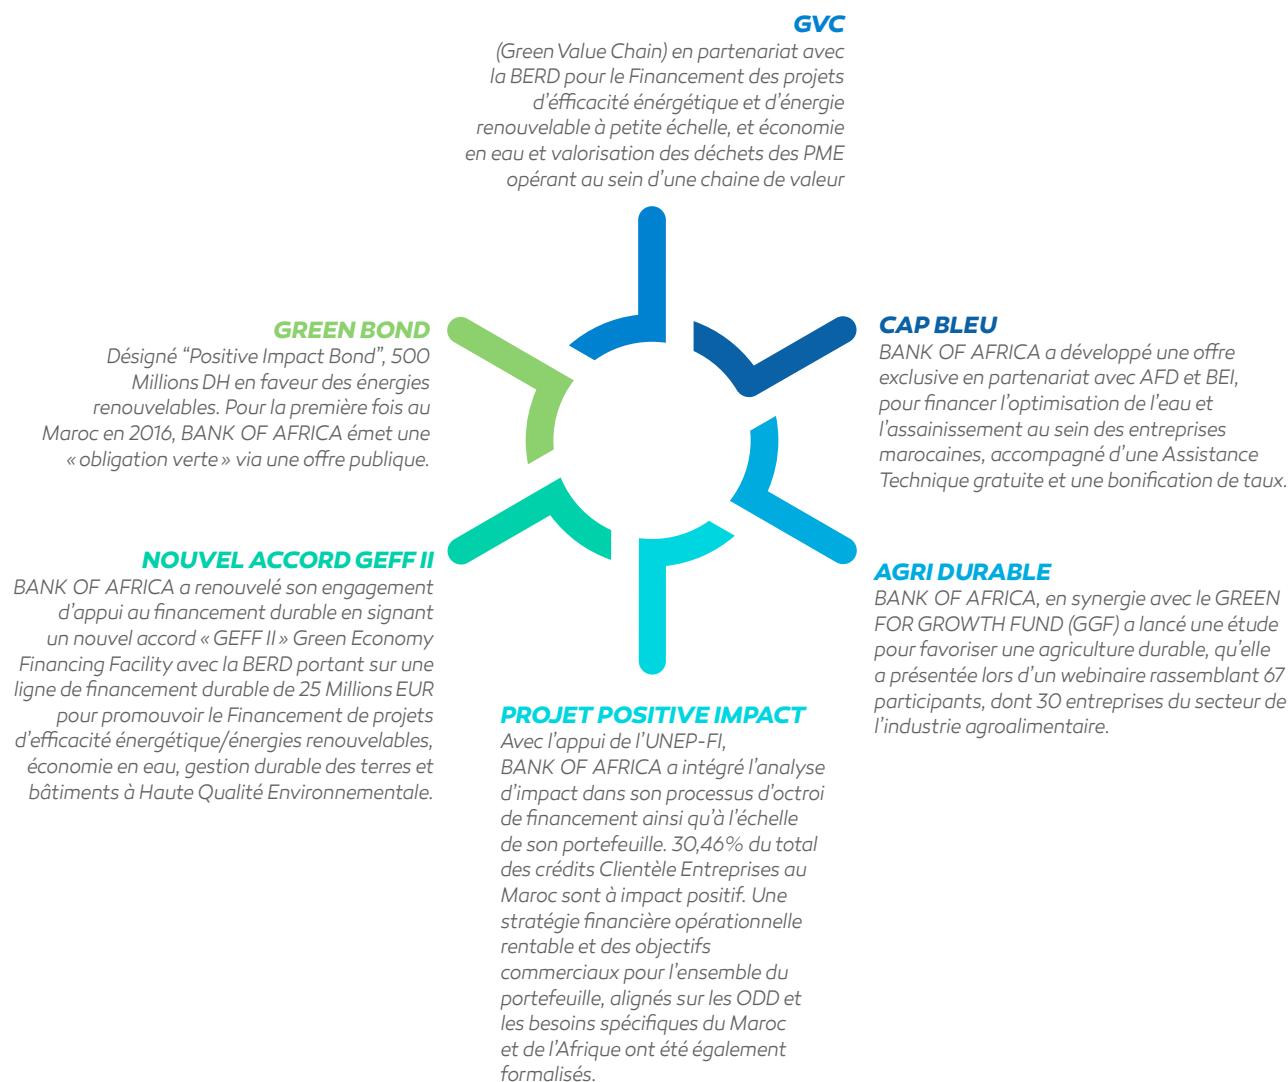 GVC
(Green Value Chain) en partenariat avec
la BERD pour le Financement des projets
d'éfficacité énérgétique et d'énergie
renouvelable à petite échelle, et économie
en eau et valorisation des déchets des PME
opérant au sein d'une chaine de valeur
GREEN BOND
Désigné “Positive Impact Bond”, 500
Millions DH en faveur des énergies
renouvelables. Pour la première fois au
Maroc en 2016, BANK OF AFRICA émet une
« obligation verte » via une offre publique.
CAP BLEU
BANK OF AFRICA a développé une offre
exclusive en partenariat avec AFD et BEI,
pour financer l'optimisation de l'eau et
l'assainissement au sein des entreprises
marocaines, accompagné d'une Assistance
Technique gratuite et une bonification de taux.
NOUVEL ACCORD GEFF II
BANK OF AFRICA a renouvelé son engagement
d'appui au financement durable en signant
un nouvel accord « GEFF II » Green Economy
Financing Facility avec la BERD portant sur une
ligne de financement durable de 25 Millions EUR
pour promouvoir le Financement de projets
d'efficacité énergétique/énergies renouvelables,
économie en eau, gestion durable des terres et
bâtiments à Haute Qualité Environnementale.
AGRI DURABLE
BANK OF AFRICA, en synergie avec le GREEN
FOR GROWTH FUND (GGF) a lancé une étude
pour favoriser une agriculture durable, qu'elle
a présentée lors d'un webinaire rassemblant 67
participants, dont 30 entreprises du secteur de
l'industrie agroalimentaire.
PROJET POSITIVE IMPACT
Avec l'appui de l'UNEP-FI,
BANK OF AFRICA a intégré l'analyse
d'impact dans son processus d'octroi
de financement ainsi qu'à l'échelle
de son portefeuille. 30,46% du total
des crédits Clientèle Entreprises au
Maroc sont à impact positif. Une
stratégie financière opérationnelle
rentable et des objectifs
commerciaux pour l'ensemble du
portefeuille, alignés sur les ODD et
les besoins spécifiques du Maroc
et de l'Afrique ont été également
formalisés.